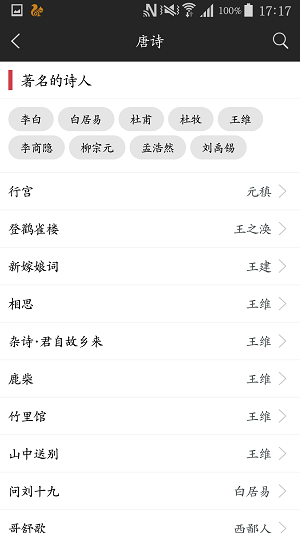 100% 17:17
唐诗
著名的诗人
李白 白居易 杜甫 杜牧 王维
李商隐 柳宗元 孟浩然 刘禹锡
行宫 元稹
登鹳雀楼 王之涣
新嫁娘词 王建
相思 王维
杂诗·君自故乡来 王维
鹿柴 王维
竹里馆 王维
山中送别 王维
问刘十九 白居易
哥舒歌 西鄙人